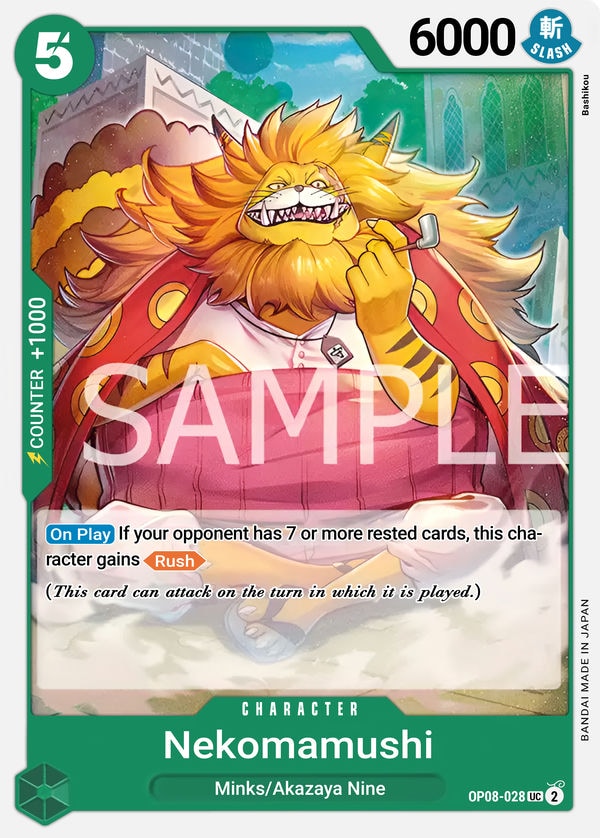 5
6000
斬
SLASH
Bashikou
COUNTER +1000
SAMPLE
On Play If your opponent has 7 or more rested cards, this cha-
racter gains Rush
(This card can attack on the turn in which it is played.)
BANDAI MADE IN JAPAN
CHARACTER
Nekomamushi
Minks/Akazaya Nine
OP08-028 UC 2